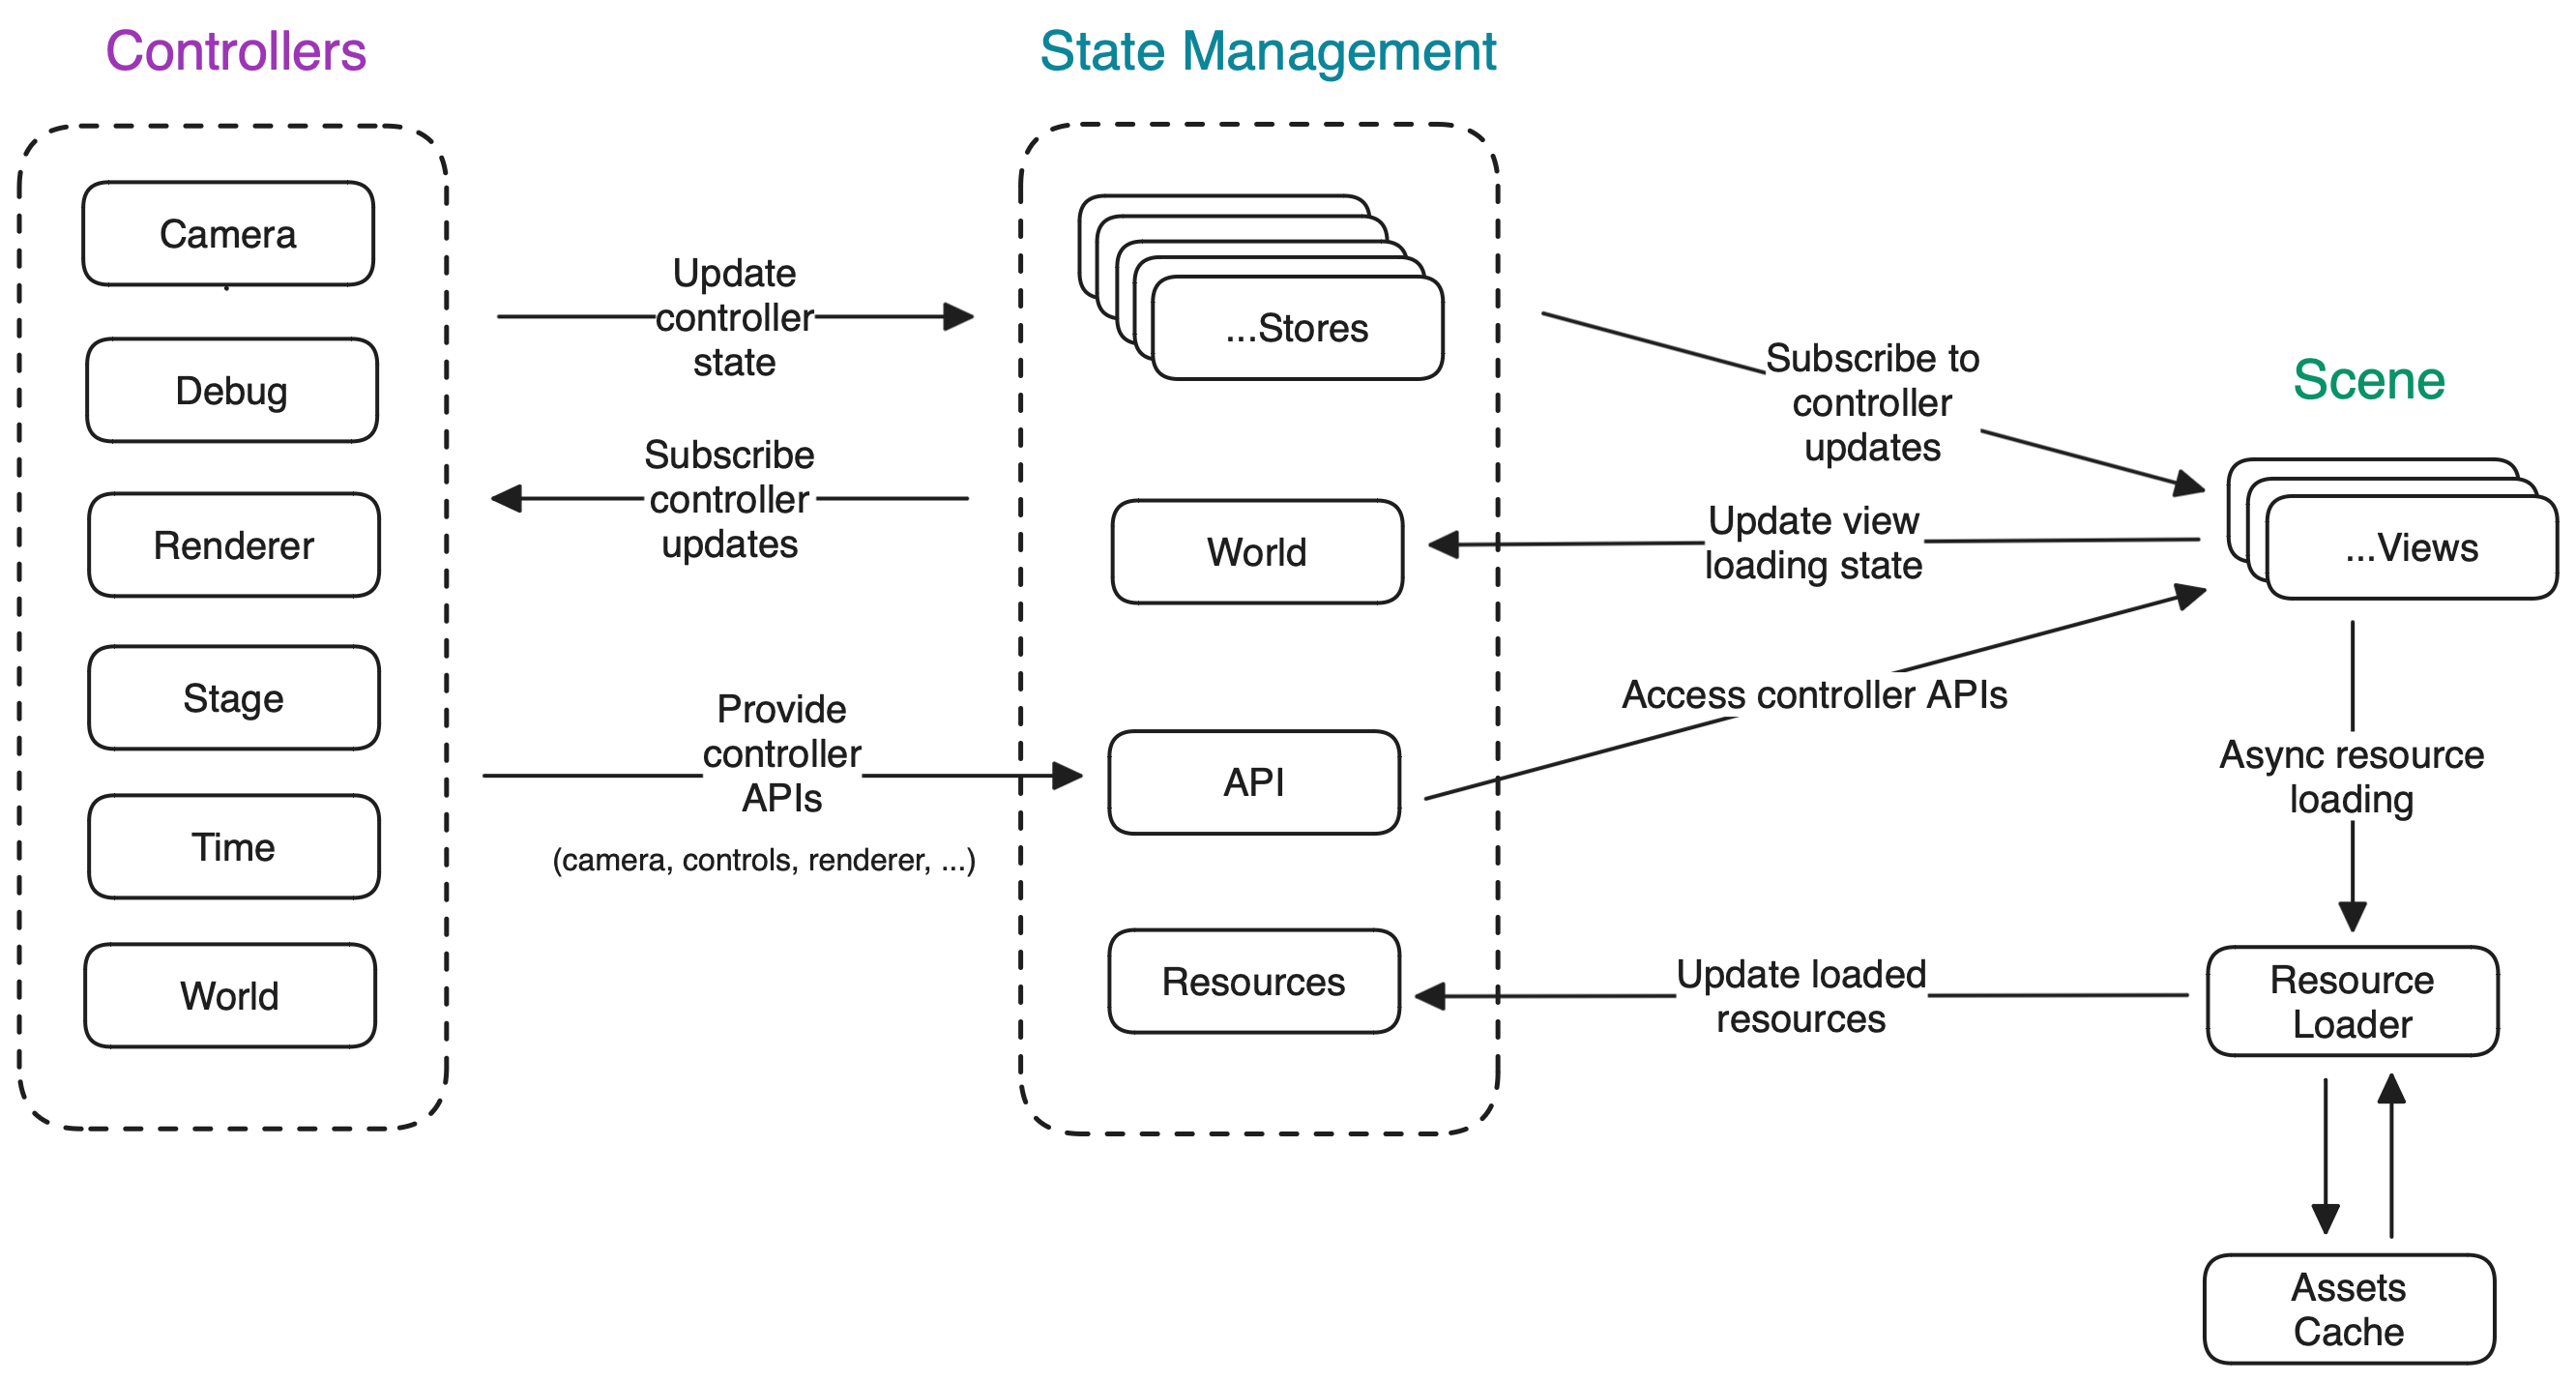 Controllers
Camera
Debug
Renderer
Stage
Time
World
Update
controller
state
Subscribe
controller
updates
Provide
controller
APIs
(camera, controls, renderer, ...)
State Management
...Stores
World
API
Resources
Subscribe to
controller
updates
Update view
loading state
Access controller APIs
Update loaded
resources
Scene
...Views
Async resource
loading
Resource
Loader
Assets
Cache